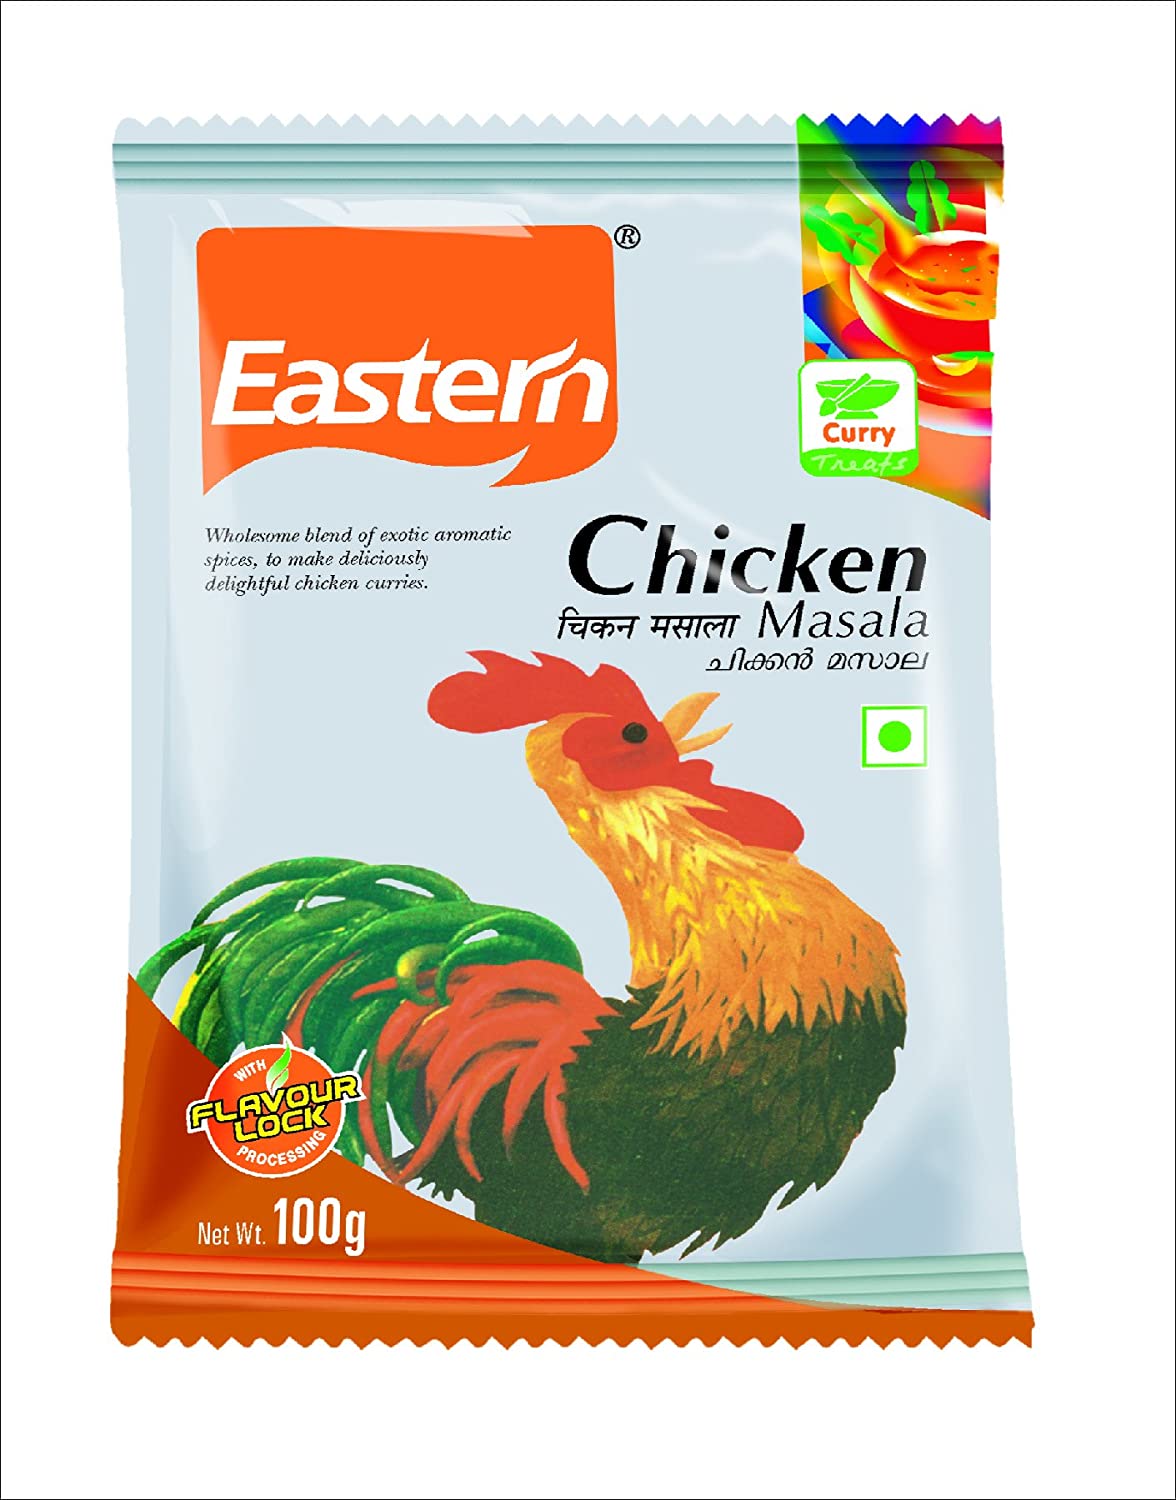 Eastern®
Curry
Treats
Wholesome blend of exotic aromatic
spices, to make deliciously
delightful chicken curries.
Chicken
चिकन मसाला Masala
ചിക്കൻ മസാല
WITH
FLAVOUR
LOCK
PROCESSING
Net Wt. 100g